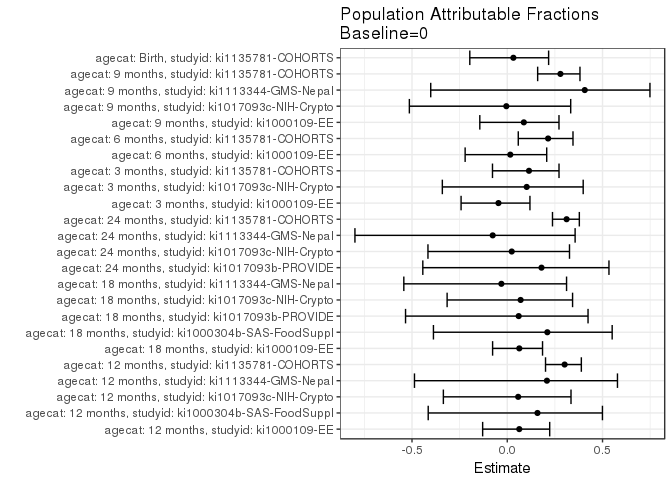 Population Attributable Fractions
Baseline=0
agecat: Birth, studyid: ki1135781-COHORTS
agecat: 9 months, studyid: ki1135781-COHORTS
agecat: 9 months, studyid: ki1113344-GMS-Nepal
agecat: 9 months, studyid: ki1017093c-NIH-Crypto
agecat: 9 months, studyid: ki1000109-EE
agecat: 6 months, studyid: ki1135781-COHORTS
agecat: 6 months, studyid: ki1000109-EE
agecat: 3 months, studyid: ki1135781-COHORTS
agecat: 3 months, studyid: ki1017093c-NIH-Crypto
agecat: 3 months, studyid: ki1000109-EE
agecat: 24 months, studyid: ki1135781-COHORTS
agecat: 24 months, studyid: ki1113344-GMS-Nepal
agecat: 24 months, studyid: ki1017093c-NIH-Crypto
agecat: 24 months, studyid: ki1017093b-PROVIDE
agecat: 18 months, studyid: ki1113344-GMS-Nepal
agecat: 18 months, studyid: ki1017093c-NIH-Crypto
agecat: 18 months, studyid: ki1017093b-PROVIDE
agecat: 18 months, studyid: ki1000304b-SAS-FoodSuppl
agecat: 18 months, studyid: ki1000109-EE
agecat: 12 months, studyid: ki1135781-COHORTS
agecat: 12 months, studyid: ki1113344-GMS-Nepal
agecat: 12 months, studyid: ki1017093c-NIH-Crypto
agecat: 12 months, studyid: ki1000304b-SAS-FoodSuppl
agecat: 12 months, studyid: ki1000109-EE
-0.5 0.0 0.5
Estimate